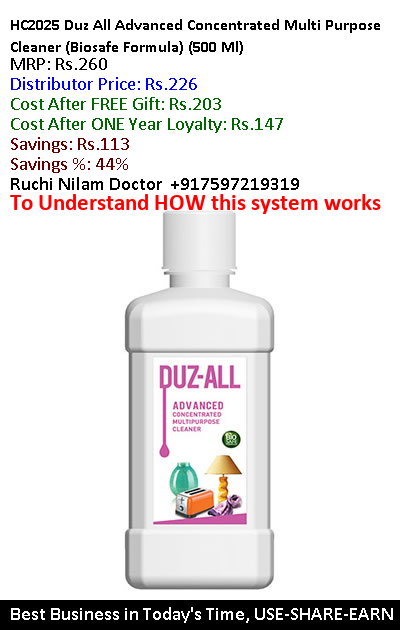 HC2025 Duz All Advanced Concentrated Multi Purpose
Cleaner (Biosafe Formula) (500 Ml)
MRP: Rs.260
Distributor Price: Rs.226
Cost After FREE Gift: Rs.203
Cost After ONE Year Loyalty: Rs.147
Savings: Rs.113
Savings %: 44%
Ruchi Nilam Doctor +917597219319
To Understand HOW this system works
DUZ-ALL
ADVANCED
CONCENTRATED
MULTIPURPOSE
CLEANER
BIO
SAFE
Best Business in Today's Time, USE-SHARE-EARN